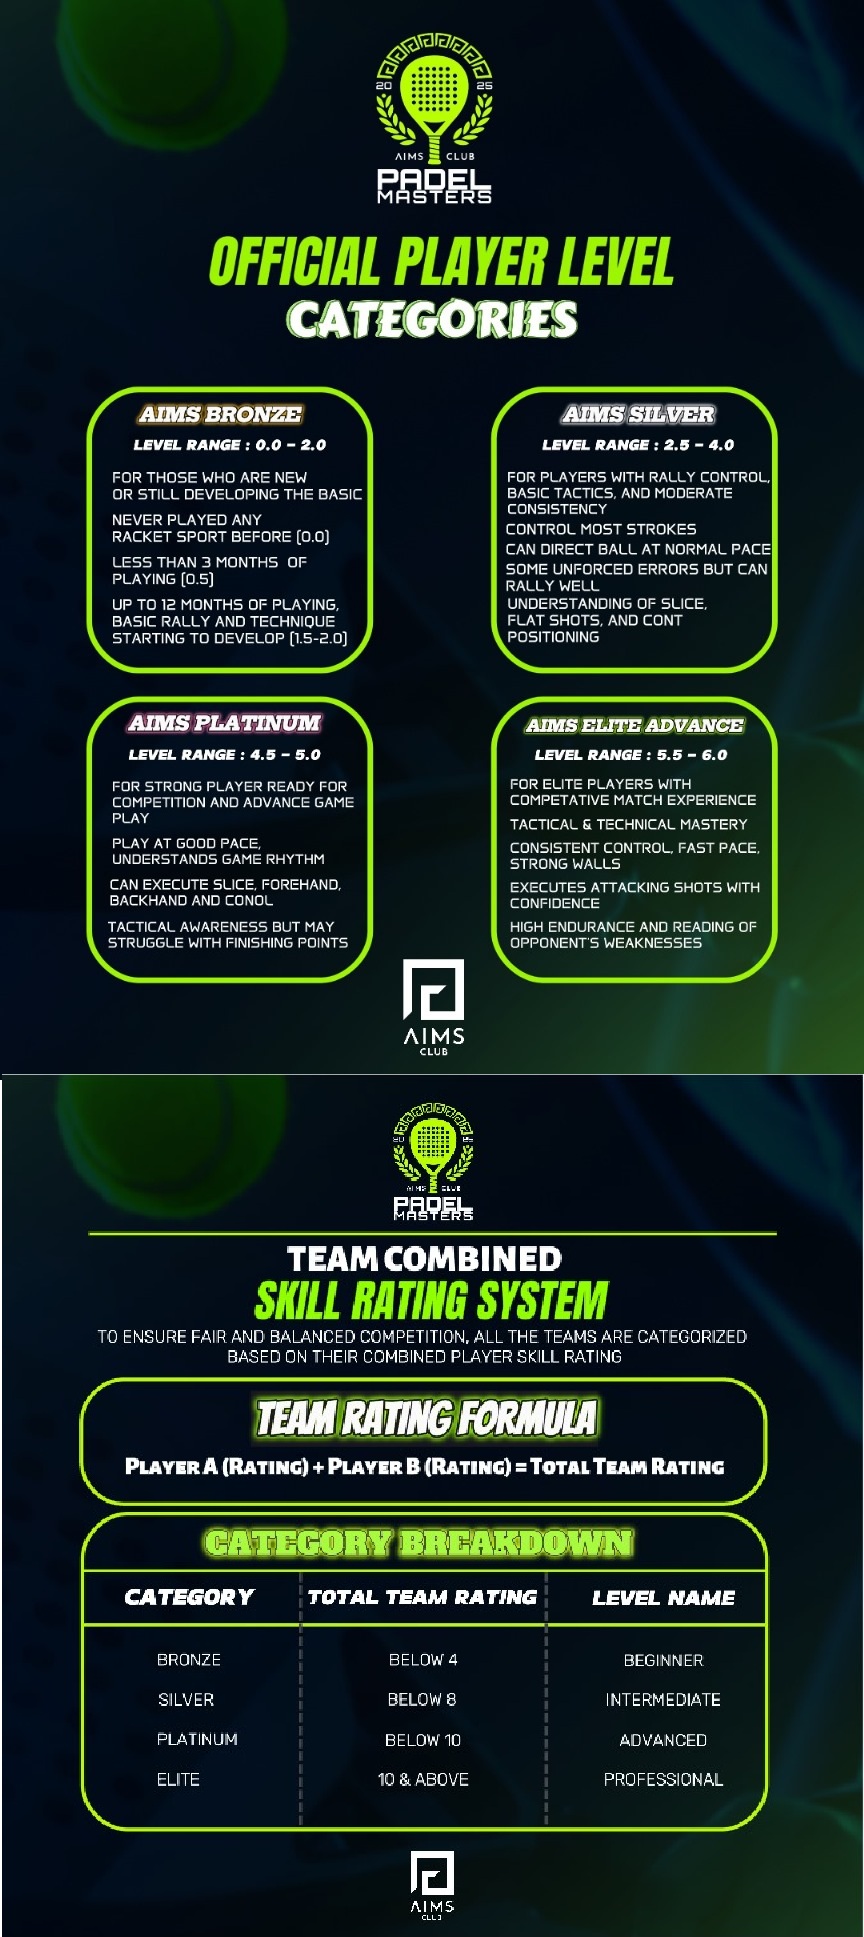 20 25
AIMS CLUB
PADEL
MASTERS
OFFICIAL PLAYER LEVEL
CATEGORIES
AIMS BRONZE
LEVEL RANGE : 0.0 - 2.0
FOR THOSE WHO ARE NEW
OR STILL DEVELOPING THE BASIC
NEVER PLAYED ANY
RACKET SPORT BEFORE (0.0)
LESS THAN 3 MONTHS OF
PLAYING (0.5)
UP TO 12 MONTHS OF PLAYING,
BASIC RALLY AND TECHNIQUE
STARTING TO DEVELOP (1.5-2.0)
AIMS SILVER
LEVEL RANGE : 2.5 - 4.0
FOR PLAYERS WITH RALLY CONTROL,
BASIC TACTICS, AND MODERATE
CONSISTENCY
CONTROL MOST STROKES
CAN DIRECT BALL AT NORMAL PACE
SOME UNFORCED ERRORS BUT CAN
RALLY WELL
UNDERSTANDING OF SLICE,
FLAT SHOTS, AND CONT
POSITIONING
AIMS PLATINUM
LEVEL RANGE : 4.5 - 5.0
FOR STRONG PLAYER READY FOR
COMPETITION AND ADVANCE GAME
PLAY
PLAY AT GOOD PACE,
UNDERSTANDS GAME RHYTHM
CAN EXECUTE SLICE, FOREHAND,
BACKHAND AND CONOL
TACTICAL AWARENESS BUT MAY
STRUGGLE WITH FINISHING POINTS
AIMS ELITE ADVANCE
LEVEL RANGE : 5.5 - 6.0
FOR ELITE PLAYERS WITH
COMPETATIVE MATCH EXPERIENCE
TACTICAL & TECHNICAL MASTERY
CONSISTENT CONTROL, FAST PACE,
STRONG WALLS
EXECUTES ATTACKING SHOTS WITH
CONFIDENCE
HIGH ENDURANCE AND READING OF
OPPONENT'S WEAKNESSES
AIMS
CLUB
20 25
AIMS CLUB
PADEL
MASTERS
TEAM COMBINED
SKILL RATING SYSTEM
TO ENSURE FAIR AND BALANCED COMPETITION, ALL THE TEAMS ARE CATEGORIZED
BASED ON THEIR COMBINED PLAYER SKILL RATING
TEAM RATING FORMULA
PLAYER A (RATING) + PLAYER B (RATING) = TOTAL TEAM RATING
CATEGORY BREAKDOWN
CATEGORY TOTAL TEAM RATING LEVEL NAME
BRONZE BELOW 4 BEGINNER
SILVER BELOW 8 INTERMEDIATE
PLATINUM BELOW 10 ADVANCED
ELITE 10 & ABOVE PROFESSIONAL
AIMS
CLUB